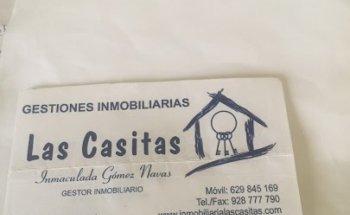 GESTIONES INMOBILIARIAS
Las Casitas
Inmaculada Gómez Navas
GESTOR INMOBILIARIO
Móvil: 629 845 169
Tel./Fax: 928 777 790
www.inmobiliarialascasitas.com